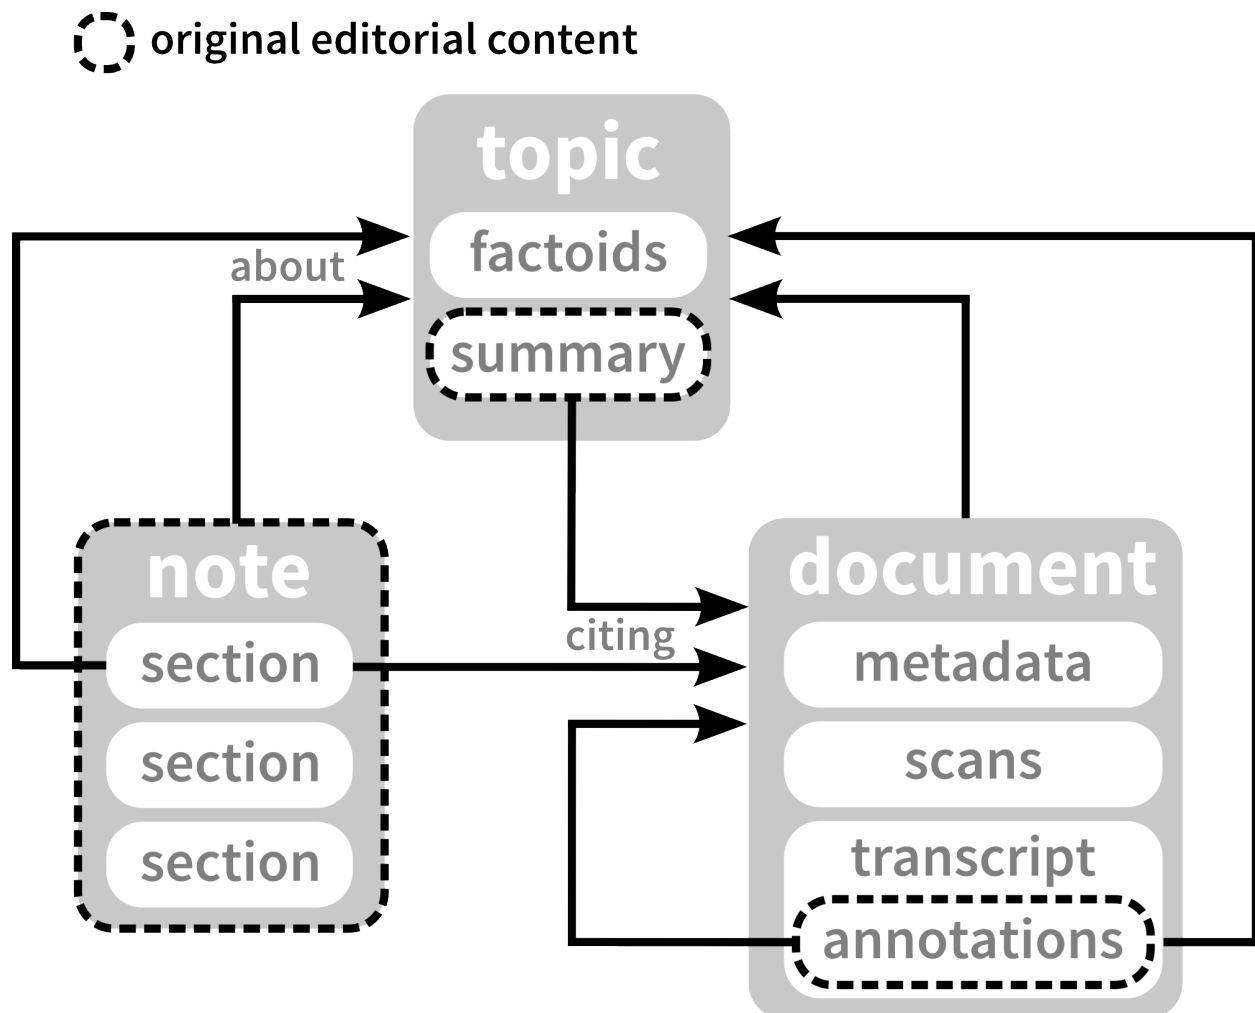 original editorial content
topic
factoids
about
summary
note
document
citing
section
metadata
section
scans
section
transcript
annotations